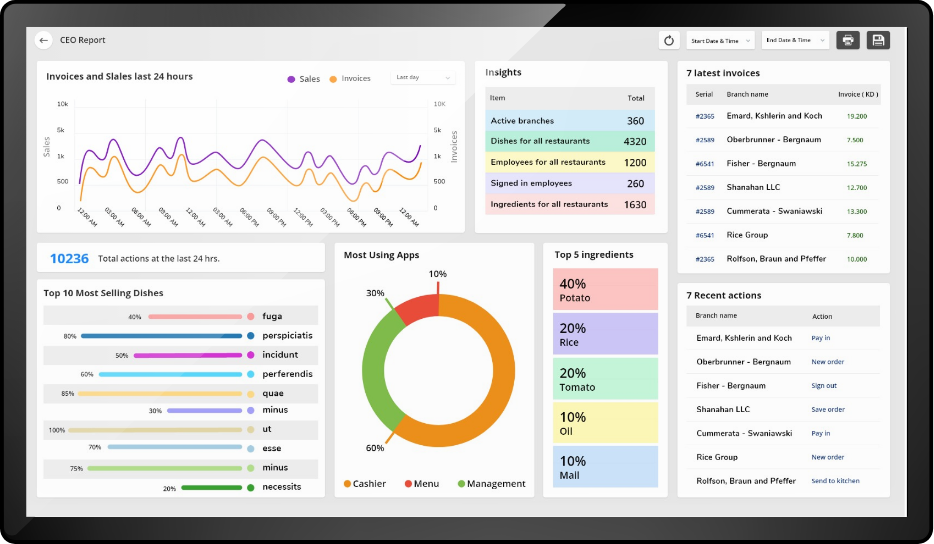 CEO Report
Start Date & Time
End Date & Time
Invoices and Slales last 24 hours
Sales
Invoices
Last day
10k
5k
1k
500
0
Sales
10k
5k
1k
500
0
Invoices
12:00 AM
03:00 AM
06:00 AM
09:00 AM
12:00 AM
03:00 AM
06:00 PM
09:00 PM
12:00 PM
03:00 PM
06:00 PM
09:00 PM
12:00 AM
Insights
Item Total
Active branches 360
Dishes for all restaurants 4320
Employees for all restaurants 1200
Signed in employees 260
Ingredients for all restaurants 1630
7 latest invoices
Serial Branch name Invoice ( KD )
#2365 Emard, Kshlerin and Koch 19.200
#2589 Oberbrunner - Bergnaum 7.500
#6541 Fisher - Bergnaum 15.275
#2589 Shanahan LLC 12.700
#2589 Cummerata - Swaniawski 13.300
#6541 Rice Group 7.800
#2365 Rolfson, Braun and Pfeffer 10.000
10236 Total actions at the last 24 hrs.
Top 10 Most Selling Dishes
40% fuga
80% perspiciatis
50% incidunt
60% perferendis
85% quae
30% minus
100% ut
70% esse
75% minus
20% necessits
Most Using Apps
10%
30%
60%
Cashier Menu Management
Top 5 ingredients
40%
Potato
20%
Rice
20%
Tomato
10%
Oil
10%
Mail
7 Recent actions
Branch name Action
Emard, Kshlerin and Koch Pay in
Oberbrunner - Bergnaum New order
Fisher - Bergnaum Sign out
Shanahan LLC Save order
Cummerata - Swaniawski Pay in
Rice Group New order
Rolfson, Braun and Pfeffer Send to kitchen